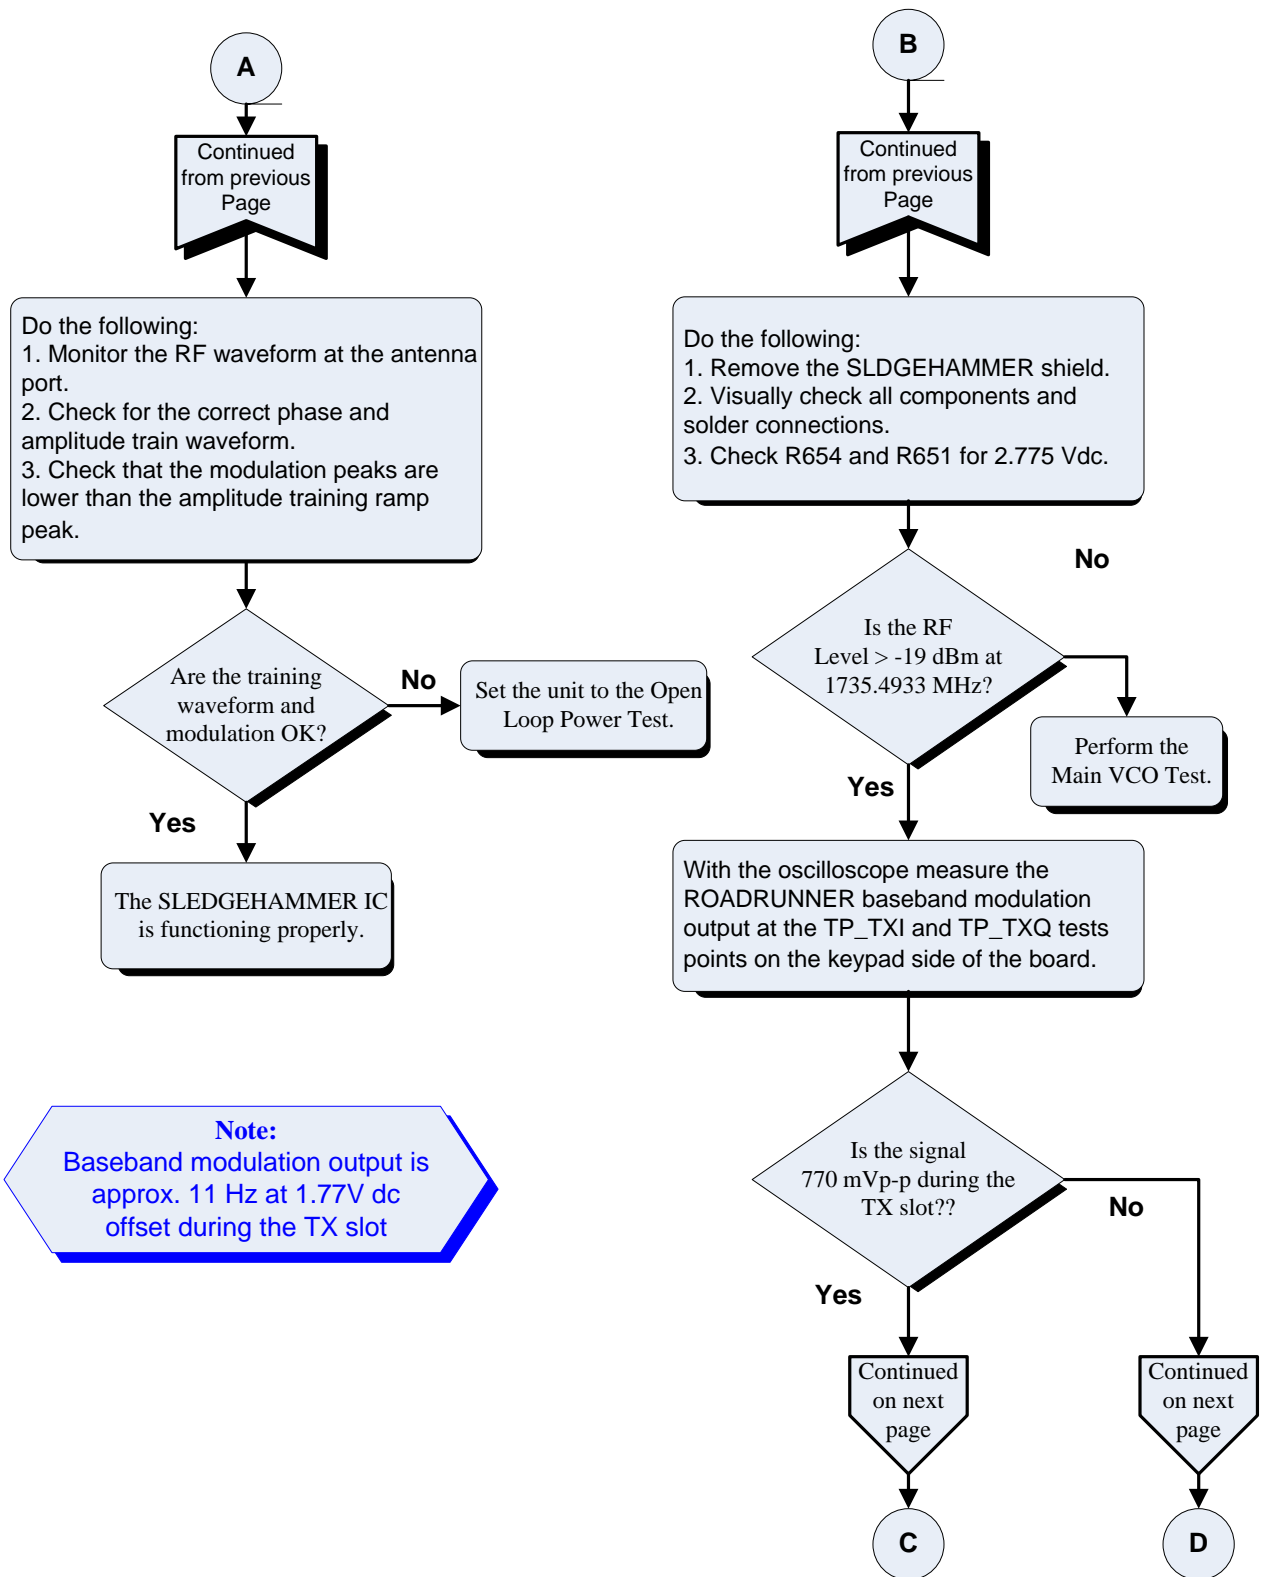 A
Continued
from previous
Page
Do the following:
1. Monitor the RF waveform at the antenna
port.
2. Check for the correct phase and
amplitude train waveform.
3. Check that the modulation peaks are
lower than the amplitude training ramp
peak.
Are the training
waveform and
modulation OK?
No
Set the unit to the Open
Loop Power Test.
Yes
The SLEDGEHAMMER IC
is functioning properly.
Note:
Baseband modulation output is
approx. 11 Hz at 1.77V dc
offset during the TX slot
B
Continued
from previous
Page
Do the following:
1. Remove the SLDGEHAMMER shield.
2. Visually check all components and
solder connections.
3. Check R654 and R651 for 2.775 Vdc.
Is the RF
Level > -19 dBm at
1735.4933 MHz?
No
Perform the
Main VCO Test.
Yes
With the oscilloscope measure the
ROADRUNNER baseband modulation
output at the TP_TXI and TP_TXQ tests
points on the keypad side of the board.
Is the signal
770 mVp-p during the
TX slot??
No
Yes
Continued
on next
page
C
Continued
on next
page
D